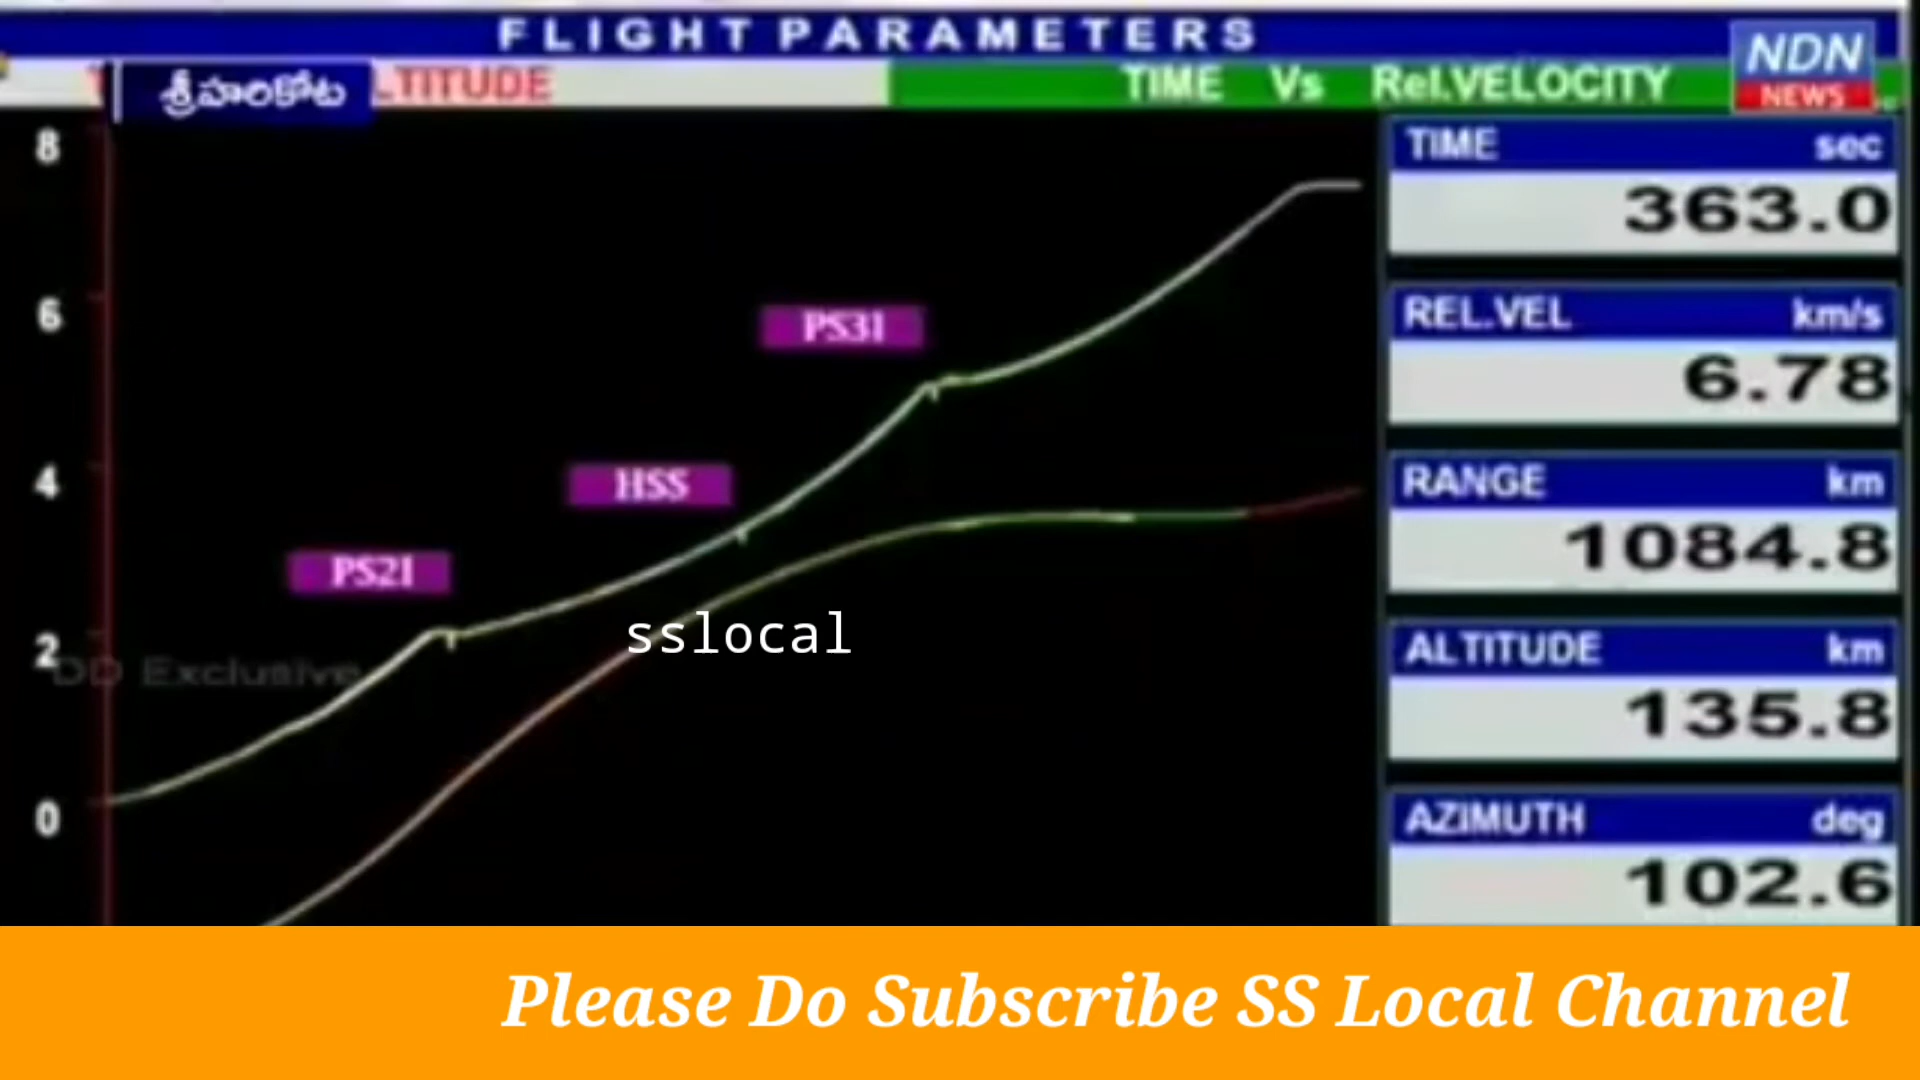 FLIGHT PARAMETERS
NDN
NEWS
శ్రీహరికోట
LTITUDE
TIME Vs Rel.VELOCITY
8
6
4
2
0
PS31
HSS
PS21
sslocal
DD Exclusive
TIME sec
363.0
REL.VEL km/s
6.78
RANGE km
1084.8
ALTITUDE km
135.8
AZIMUTH deg
102.6
Please Do Subscribe SS Local Channel